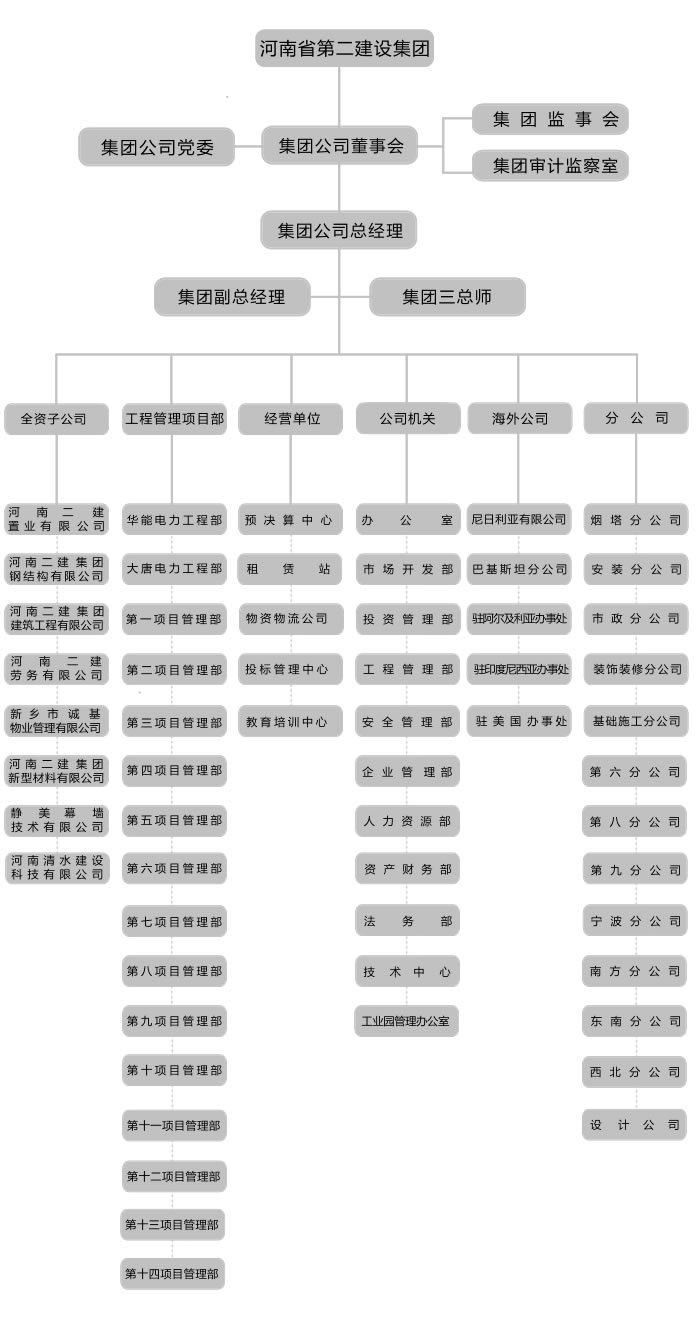 河南省第二建设集团
集团公司党委
集团公司董事会
集团监事会
集团审计监察室
集团公司总经理
集团副总经理
集团三总师
全资子公司
工程管理项目部
经营单位
公司机关
海外公司
分公司
河南二建
置业有限公司
河南二建集团
钢结构有限公司
河南二建集团
建筑工程有限公司
河南二建
劳务有限公司
新乡市诚基
物业管理有限公司
河南二建集团
新型材料有限公司
静美幕墙
技术有限公司
河南清水建设
科技有限公司
华能电力工程部
大唐电力工程部
第一项目管理部
第二项目管理部
第三项目管理部
第四项目管理部
第五项目管理部
第六项目管理部
第七项目管理部
第八项目管理部
第九项目管理部
第十项目管理部
第十一项目管理部
第十二项目管理部
第十三项目管理部
第十四项目管理部
预决算中心
租赁站
物资物流公司
投标管理中心
教育培训中心
办公室
市场开发部
投资管理部
工程管理部
安全管理部
企业管理部
人力资源部
资产财务部
法务部
技术中心
工业园管理办公室
尼日利亚有限公司
巴基斯坦分公司
驻阿尔及利亚办事处
驻印度尼西亚办事处
驻美国办事处
烟塔分公司
安装分公司
市政分公司
装饰装修分公司
基础施工分公司
第六分公司
第八分公司
第九分公司
宁波分公司
南方分公司
东南分公司
西北分公司
设计公司